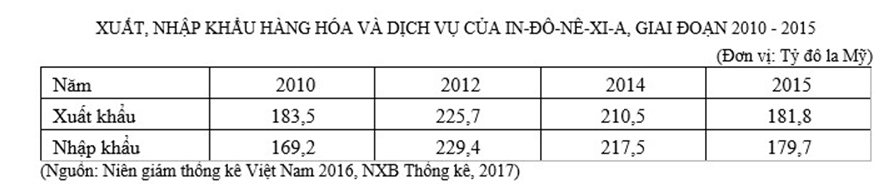 XUẤT, NHẬP KHẨU HÀNG HÓA VÀ DỊCH VỤ CỦA IN-ĐÔ-NÊ-XI-A, GIAI ĐOẠN 2010 - 2015
(Đơn vị: Tỷ đô la Mỹ)
Năm 2010 2012 2014 2015
Xuất khẩu 183,5 225,7 210,5 181,8
Nhập khẩu 169,2 229,4 217,5 179,7
(Nguồn: Niên giám thống kê Việt Nam 2016, NXB Thống kê, 2017)